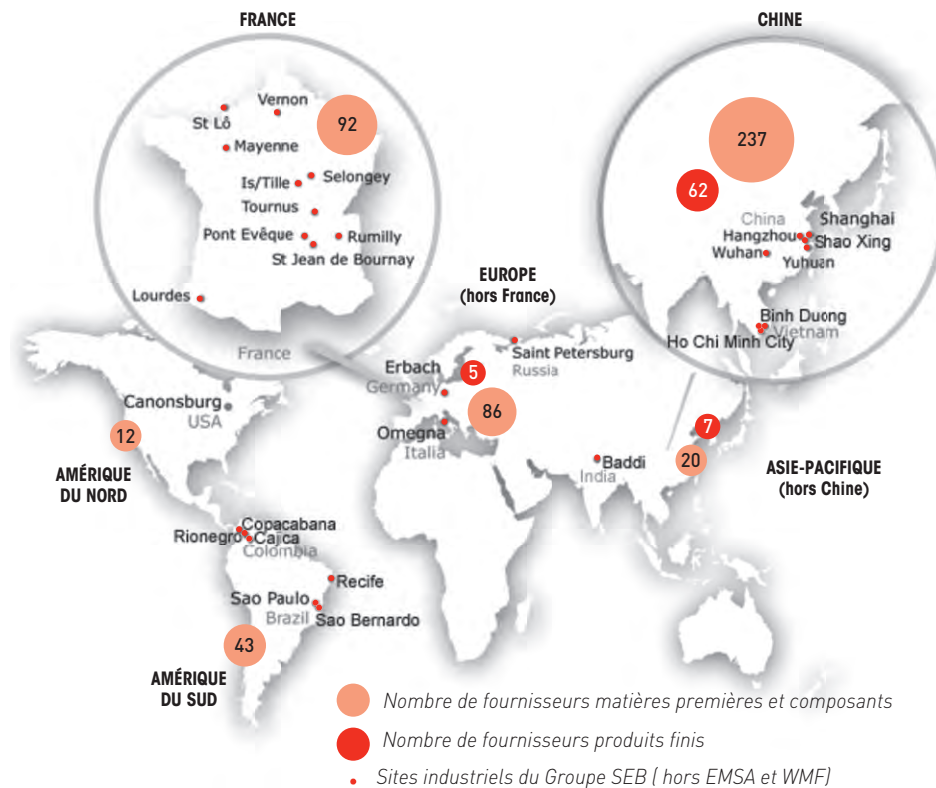 FRANCE
Vernon
92
St Lô
Mayenne
Selongey
Is/Tille
Tournus
Pont Evêque
Rumilly
St Jean de Bournay
Lourdes
France
CHINE
237
62
China
Shanghai
Hangzhou
Shao Xing
Wuhan
Yuhuan
Binh Duong
Vietnam
Ho Chi Minh City
EUROPE
(hors France)
Saint Petersburg
Russia
Erbach
Germany
5
86
Omegna
Italia
Canonsburg
USA
12
AMÉRIQUE
DU NORD
7
20
Baddi
India
ASIE-PACIFIQUE
(hors Chine)
Copacabana
Rionegro
Cajica
Colombia
Recife
Sao Paulo
Brazil
Sao Bernardo
43
AMÉRIQUE
DU SUD
Nombre de fournisseurs matières premières et composants
Nombre de fournisseurs produits finis
Sites industriels du Groupe SEB ( hors EMSA et WMF)